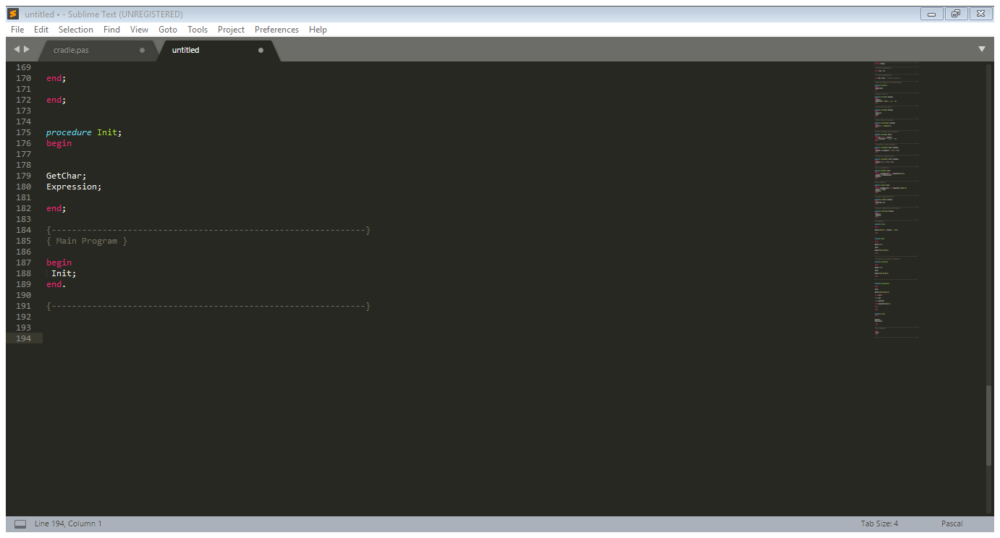 untitled • - Sublime Text (UNREGISTERED)
File Edit Selection Find View Goto Tools Project Preferences Help
cradle.pas untitled
169
170 end;
171
172 end;
173
174
175 procedure Init;
176 begin
177
178
179 GetChar;
180 Expression;
181
182 end;
183
184 {--------------------------------------------------------------}
185 { Main Program }
186
187 begin
188 Init;
189 end.
190
191 {--------------------------------------------------------------}
192
193
194
Line 194, Column 1 Tab Size: 4 Pascal